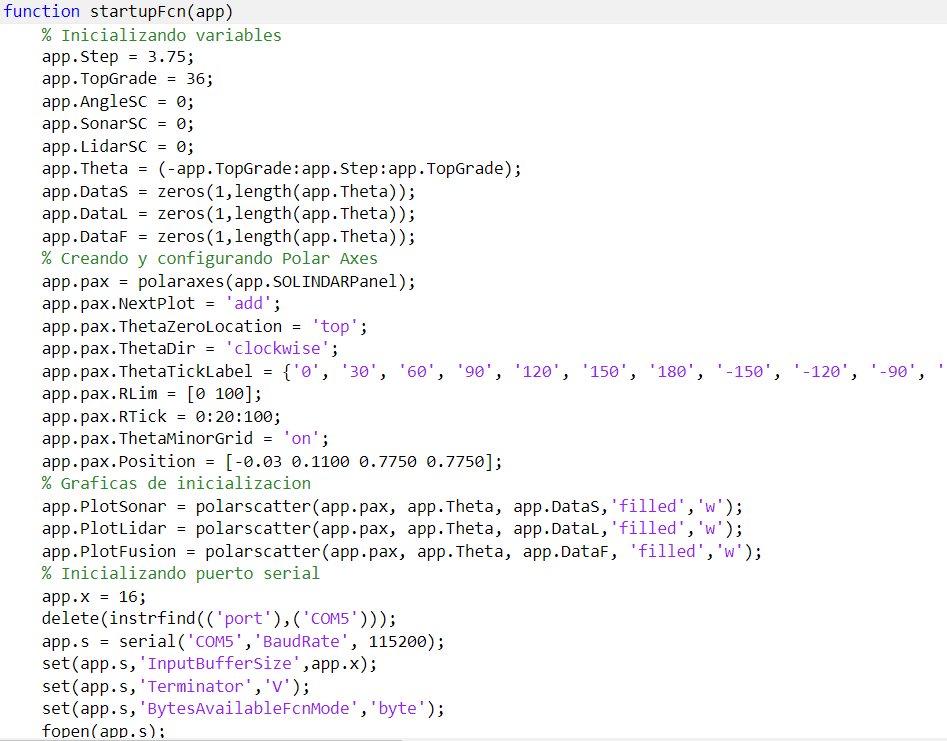 function startupFcn(app)
% Inicializando variables
app.Step = 3.75;
app.TopGrade = 36;
app.AngleSC = 0;
app.SonarSC = 0;
app.LidarSC = 0;
app.Theta = (-app.TopGrade:app.Step:app.TopGrade);
app.DataS = zeros(1,length(app.Theta));
app.DataL = zeros(1,length(app.Theta));
app.DataF = zeros(1,length(app.Theta));
% Creando y configurando Polar Axes
app.pax = polaraxes(app.SOLINDARPanel);
app.pax.NextPlot = 'add';
app.pax.ThetaZeroLocation = 'top';
app.pax.ThetaDir = 'clockwise';
app.pax.ThetaTickLabel = {'0', '30', '60', '90', '120', '150', '180', '-150', '-120', '-90', '
app.pax.RLim = [0 100];
app.pax.RTick = 0:20:100;
app.pax.ThetaMinorGrid = 'on';
app.pax.Position = [-0.03 0.1100 0.7750 0.7750];
% Graficas de inicializacion
app.PlotSonar = polarscatter(app.pax, app.Theta, app.DataS,'filled','w');
app.PlotLidar = polarscatter(app.pax, app.Theta, app.DataL,'filled','w');
app.PlotFusion = polarscatter(app.pax, app.Theta, app.DataF, 'filled','w');
% Inicializando puerto serial
app.x = 16;
delete(instrfind(('port'),('COM5')));
app.s = serial('COM5','BaudRate', 115200);
set(app.s,'InputBufferSize',app.x);
set(app.s,'Terminator','V');
set(app.s,'BytesAvailableFcnMode','byte');
fopen(app.s);